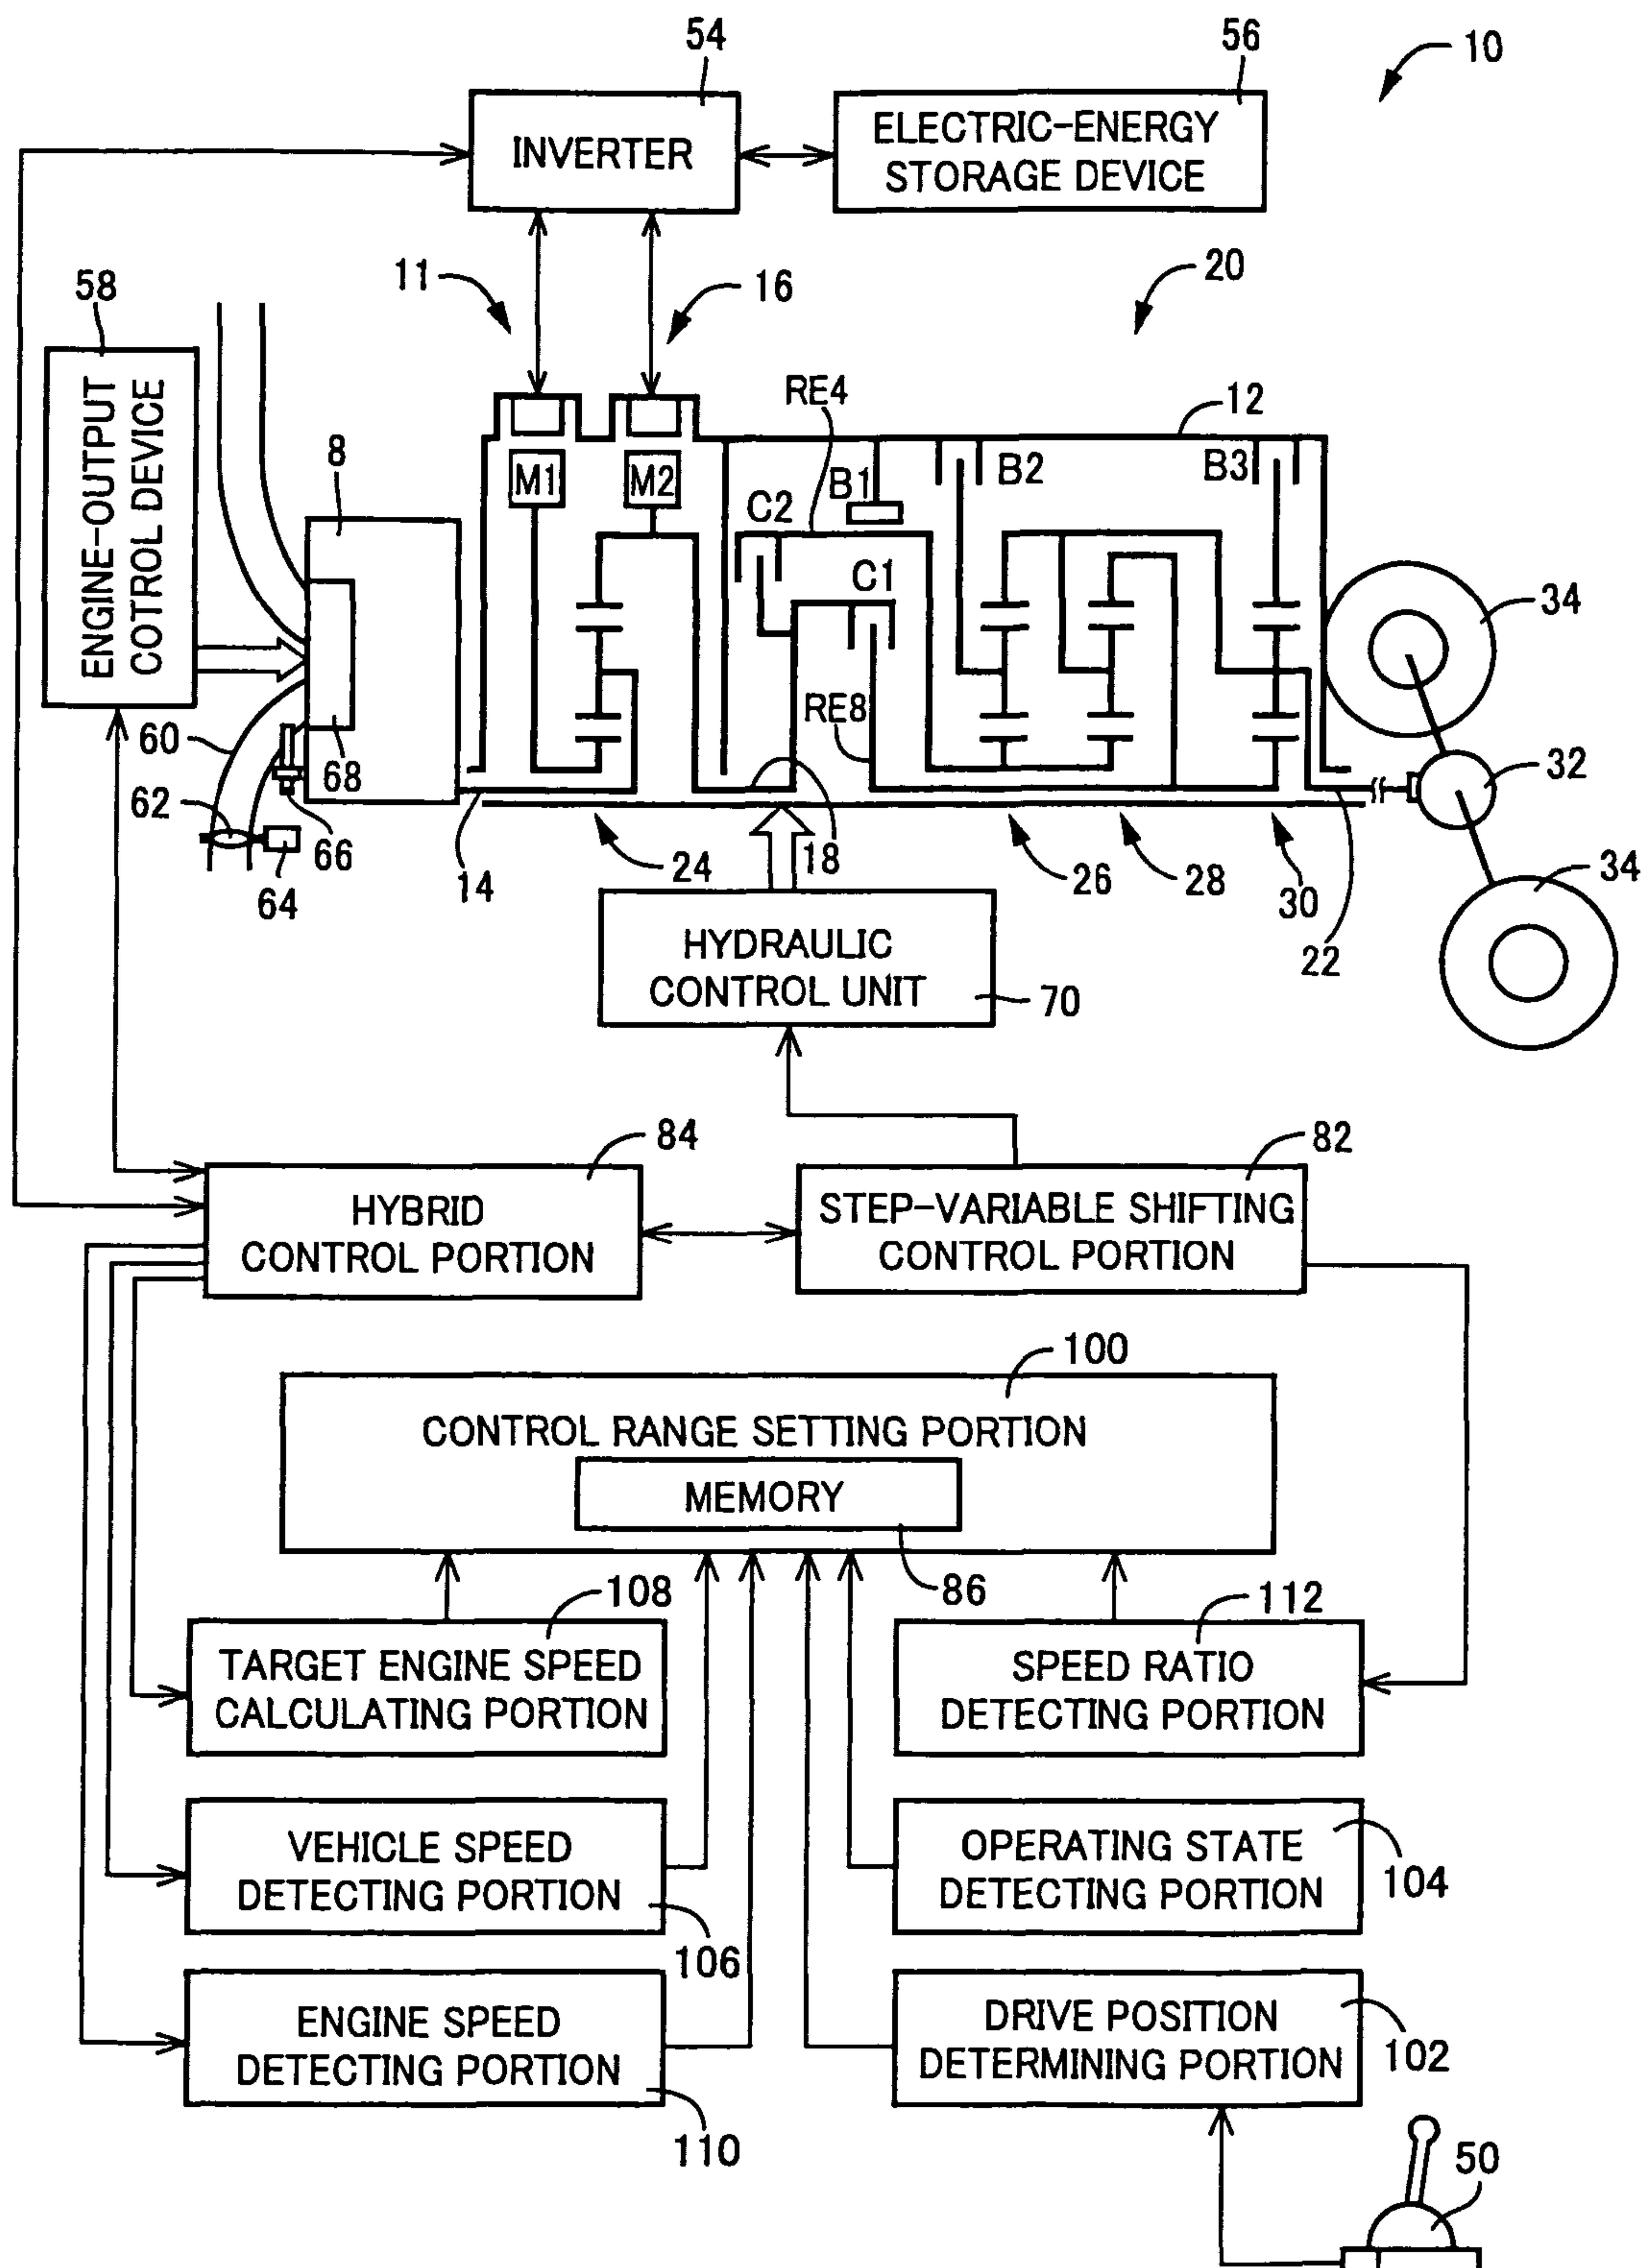 54
56
10
INVERTER
ELECTRIC-ENERGY
STORAGE DEVICE
11
16
20
58
ENGINE-OUTPUT
COTROL DEVICE
8
RE4
12
M1
M2
C2
B1
B2
B3
C1
RE8
34
60
68
62
66
64
14
24
18
26
28
30
22
32
34
HYDRAULIC
CONTROL UNIT
70
84
82
HYBRID
CONTROL PORTION
STEP-VARIABLE SHIFTING
CONTROL PORTION
100
CONTROL RANGE SETTING PORTION
MEMORY
86
108
112
TARGET ENGINE SPEED
CALCULATING PORTION
SPEED RATIO
DETECTING PORTION
VEHICLE SPEED
DETECTING PORTION
106
OPERATING STATE
DETECTING PORTION
104
ENGINE SPEED
DETECTING PORTION
110
DRIVE POSITION
DETERMINING PORTION
102
50